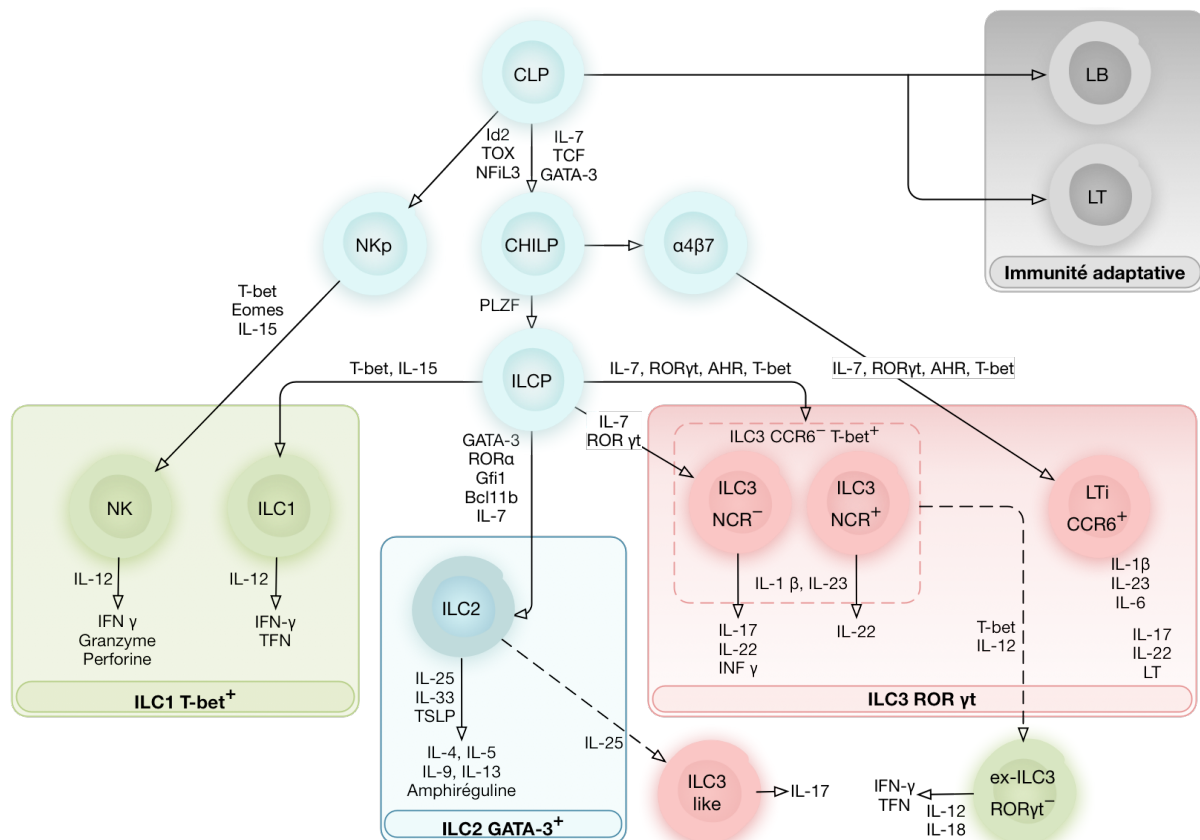 CLP
LB
Id2
TOX
NFiL3
IL-7
TCF
GATA-3
LT
Immunité adaptative
NKp
CHILP
α4β7
T-bet
Eomes
IL-15
PLZF
ILCP
T-bet, IL-15
IL-7, RORγt, AHR, T-bet
IL-7, RORγt, AHR, T-bet
IL-7
ROR γt
GATA-3
RORα
Gfi1
Bcl11b
IL-7
ILC3 CCR6⁻ T-bet⁺
NK
ILC1
ILC3
NCR⁻
ILC3
NCR⁺
LTi
CCR6⁺
IL-12
IFN γ
Granzyme
Perforine
IL-12
IFN-γ
TFN
ILC1 T-bet⁺
ILC2
IL-25
IL-33
TSLP
IL-4, IL-5
IL-9, IL-13
Amphiréguline
ILC2 GATA-3⁺
IL-1 β, IL-23
IL-17
IL-22
INF γ
IL-22
T-bet
IL-12
IL-1β
IL-23
IL-6
IL-17
IL-22
LT
ILC3 ROR γt
IL-25
ILC3
like
IL-17
IFN-γ
TFN
IL-12
IL-18
ex-ILC3
RORγt⁻